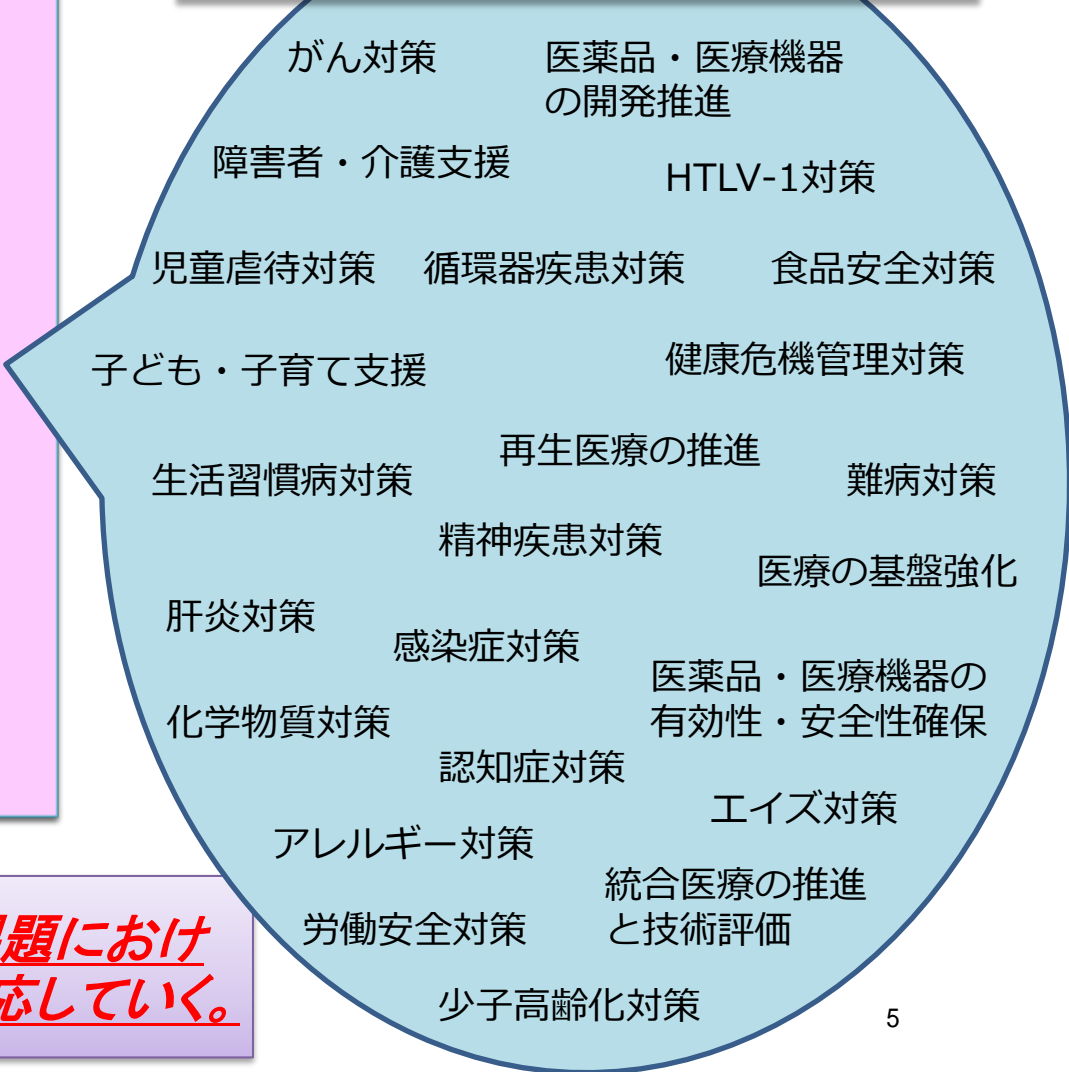 がん対策
医薬品・医療機器
の開発推進
障害者・介護支援
HTLV-1対策
児童虐待対策
循環器疾患対策
食品安全対策
子ども・子育て支援
健康危機管理対策
再生医療の推進
生活習慣病対策
難病対策
精神疾患対策
医療の基盤強化
肝炎対策
感染症対策
医薬品・医療機器の
有効性・安全性確保
化学物質対策
認知症対策
エイズ対策
アレルギー対策
統合医療の推進
と技術評価
労働安全対策
題におけ
応していく。
少子高齢化対策
5